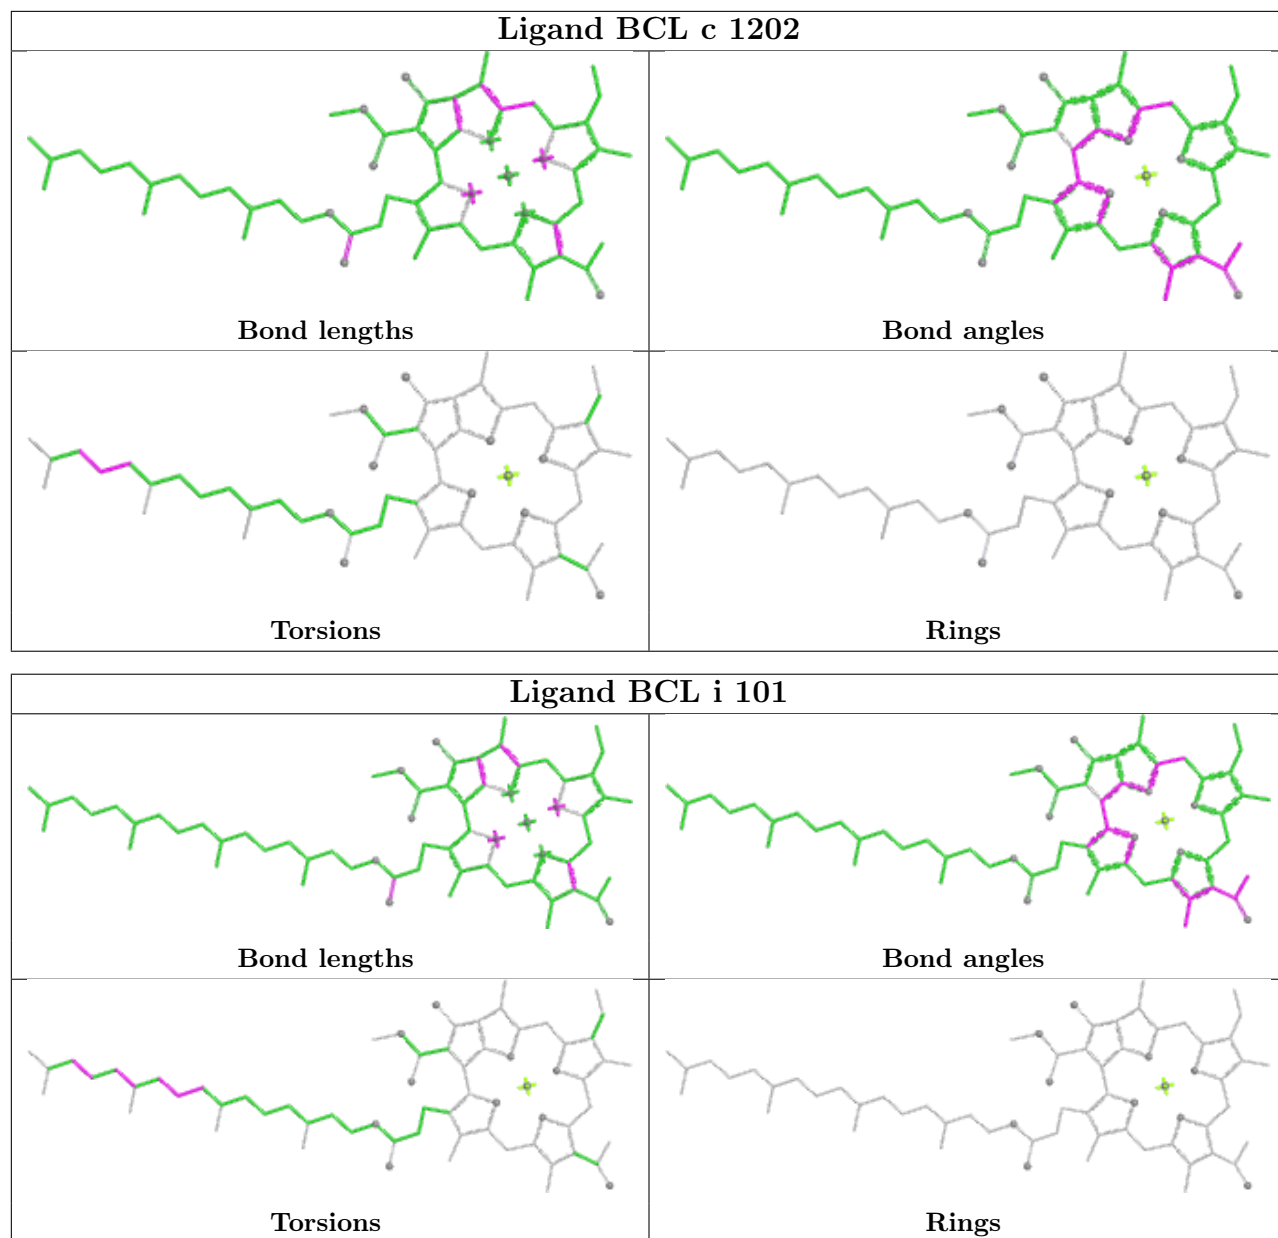 Ligand BCL c 1202
Bond lengths
Bond angles
Torsions
Rings
Ligand BCL i 101
Bond lengths
Bond angles
Torsions
Rings